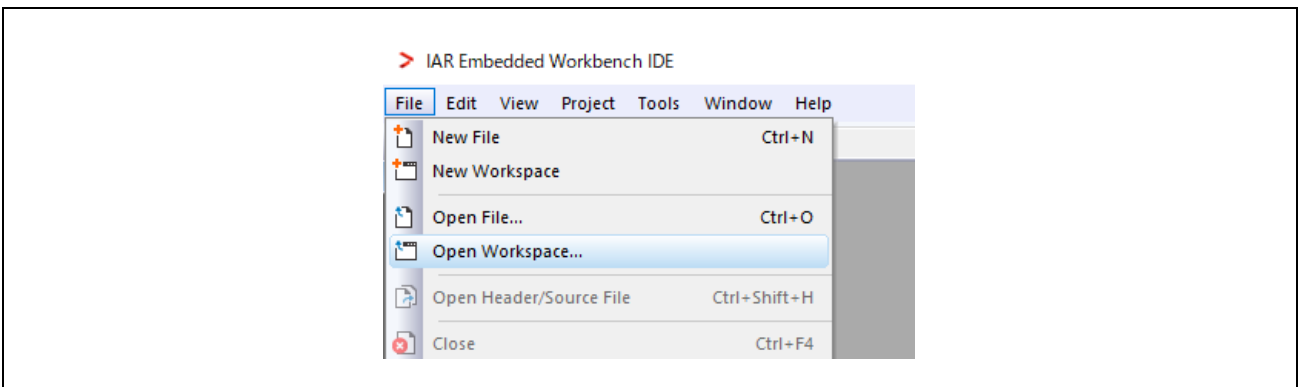 IAR Embedded Workbench IDE
File Edit View Project Tools Window Help
New File Ctrl+N
New Workspace
Open File... Ctrl+O
Open Workspace...
Open Header/Source File Ctrl+Shift+H
Close Ctrl+F4